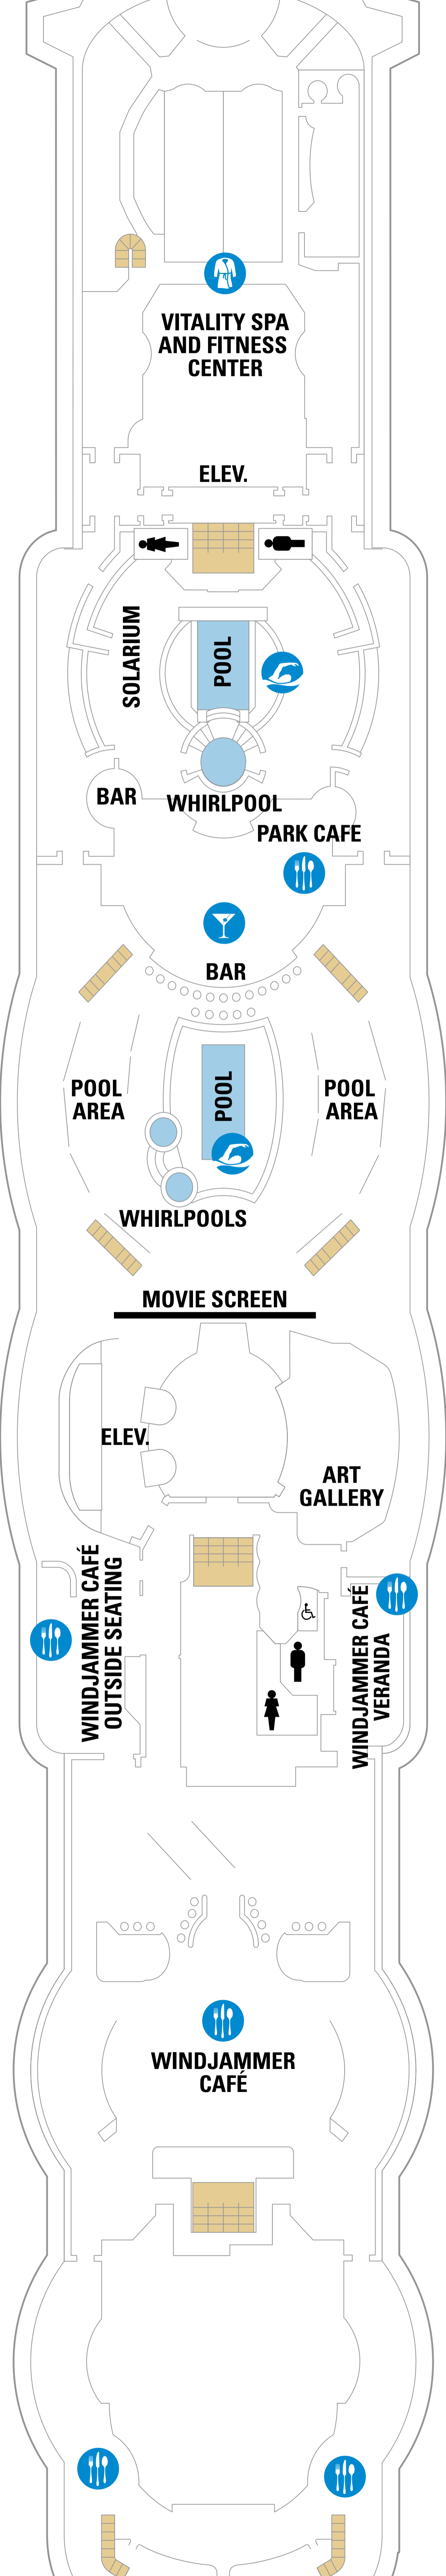 VITALITY SPA
AND FITNESS
CENTER
ELEV.
SOLARIUM
POOL
BAR
WHIRLPOOL
PARK CAFE
BAR
POOL
AREA
POOL
POOL
AREA
WHIRLPOOLS
MOVIE SCREEN
ELEV.
ART
GALLERY
WINDJAMMER CAFÉ
OUTSIDE SEATING
WINDJAMMER CAFÉ
VERANDA
WINDJAMMER
CAFÉ